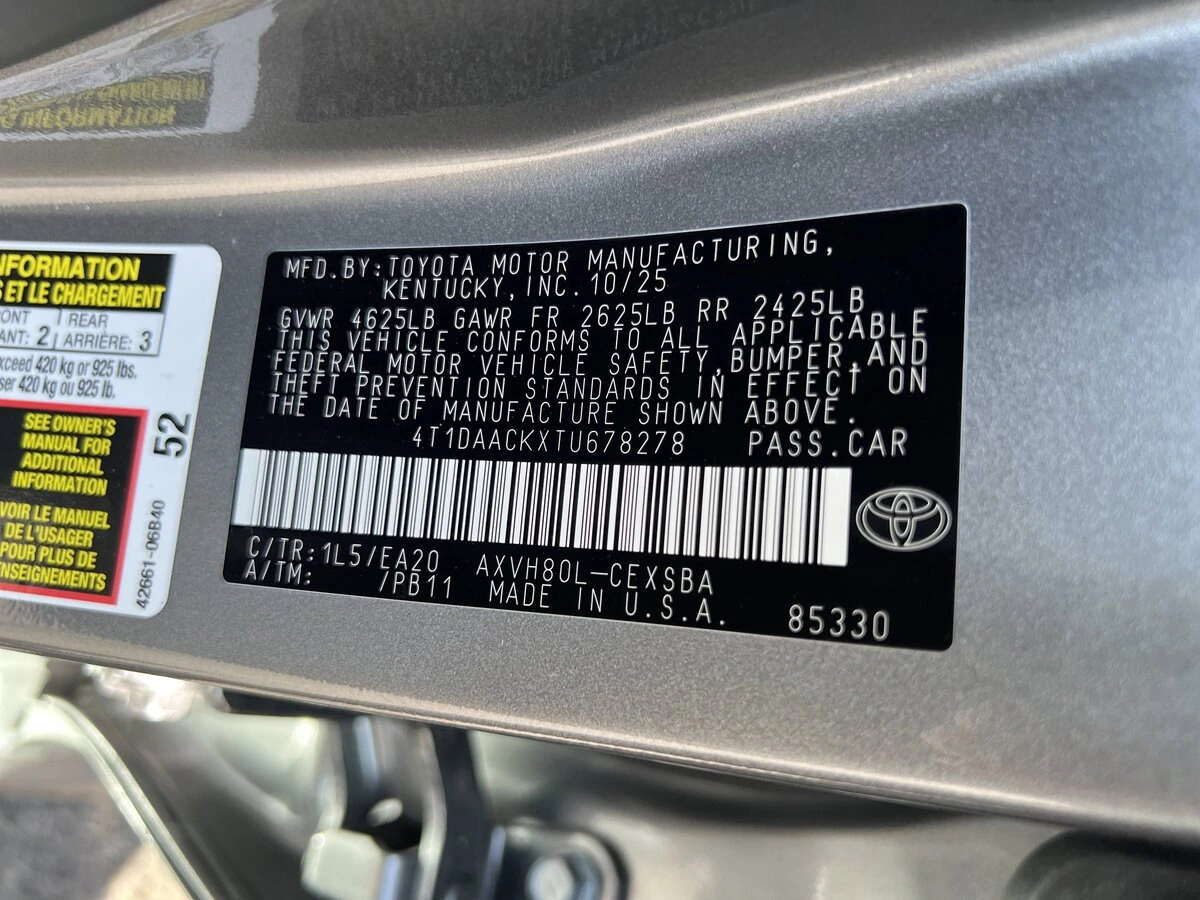 NFORMATION
S ET LE CHARGEMENT
ONT | REAR
ANT: 2 | ARRIÈRE: 3
exceed 420 kg or 925 lbs.
ser 420 kg ou 925 lb.
SEE OWNER'S
MANUAL FOR
ADDITIONAL
INFORMATION
VOIR LE MANUEL
DE L'USAGER
POUR PLUS DE
ENSEIGNEMENTS
52
42661-06B40
MFD.BY:TOYOTA MOTOR MANUFACTURING,
KENTUCKY,INC.10/25
GVWR 4625LB GAWR FR 2625LB RR 2425LB
THIS VEHICLE CONFORMS TO ALL APPLICABLE
FEDERAL MOTOR VEHICLE SAFETY,BUMPER,AND
THEFT PREVENTION STANDARDS IN EFFECT ON
THE DATE OF MANUFACTURE SHOWN ABOVE.
4T1DAACKXTU678278 PASS.CAR
C/TR:1L5/EA20 AXVH80L-CEXSBA
A/TM: /PB11 MADE IN U.S.A.
85330